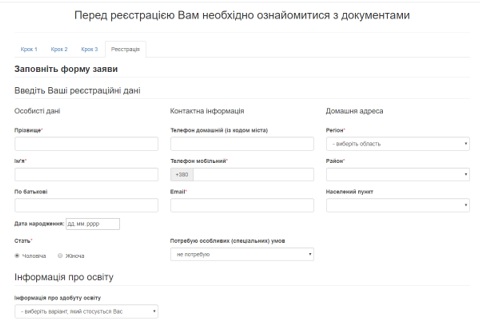 Перед реєстрацією Вам необхідно ознайомитися з документами
Крок 1 Крок 2 Крок 3 Реєстрація
Заповніть форму заяви
Введіть Ваші реєстраційні дані
Особисті дані Контактна інформація Домашня адреса
Прізвище* Телефон домашній (із кодом міста) Регіон*
- виберіть область
Ім'я* Телефон мобільний* Район*
+380
По батькові Email* Населений пункт
Дата народження: дд. мм. рррр
Стать* Потребую особливих (спеціальних) умов
Чоловіча Жіноча не потребую
Інформація про освіту
Інформація про здобуту освіту
- виберіть варіант, який стосується Вас